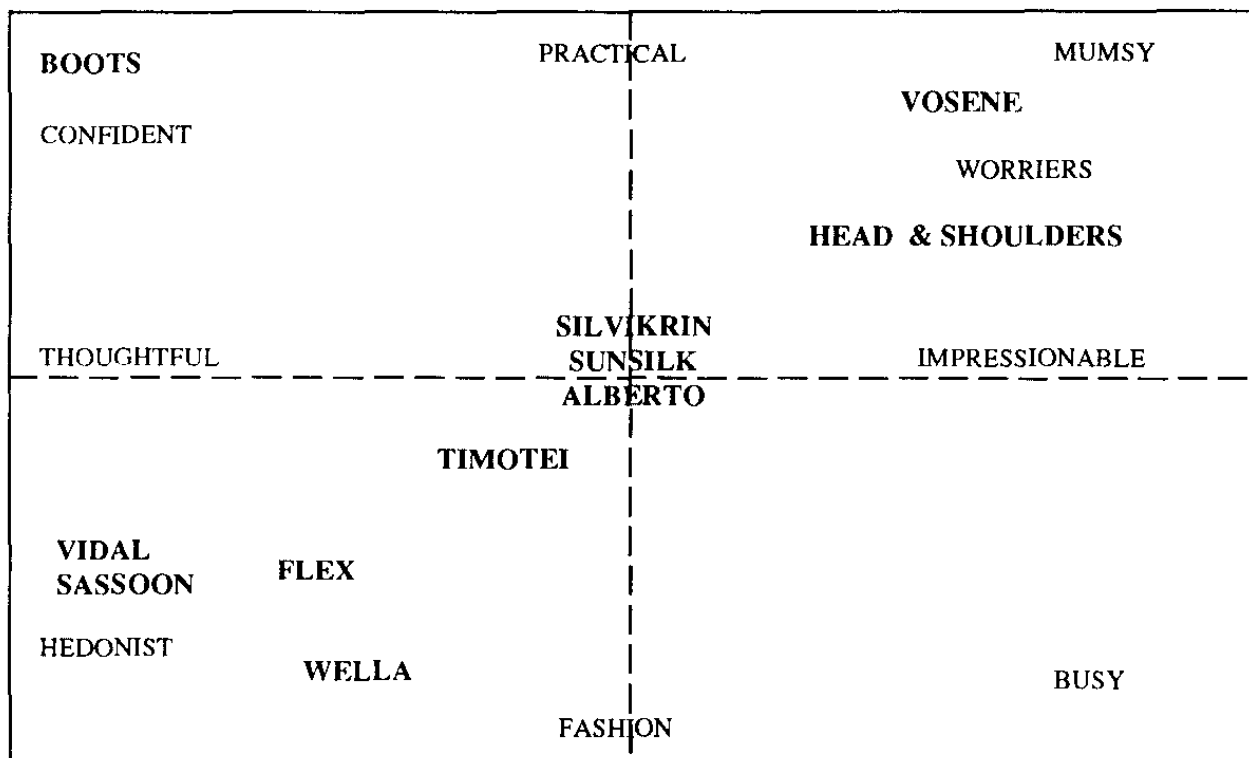 BOOTS
PRACTICAL
MUMSY
VOSENE
CONFIDENT
WORRIERS
HEAD & SHOULDERS
SILVIKRIN
THOUGHTFUL
SUNSILK
IMPRESSIONABLE
ALBERTO
TIMOTEI
VIDAL
SASSOON
FLEX
HEDONIST
WELLA
BUSY
FASHION